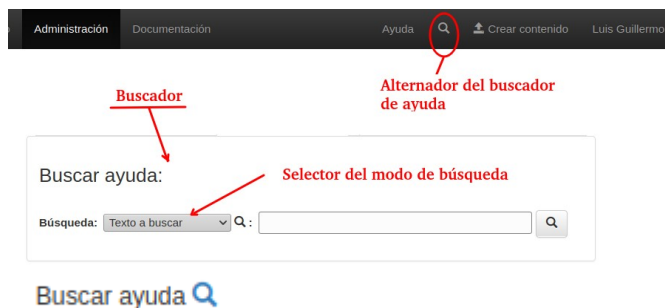 Administración Documentación Ayuda Crear contenido Luis Guillermo
Alternador del buscador
de ayuda
Buscador
Buscar ayuda:
Selector del modo de búsqueda
Búsqueda: Texto a buscar :
Buscar ayuda